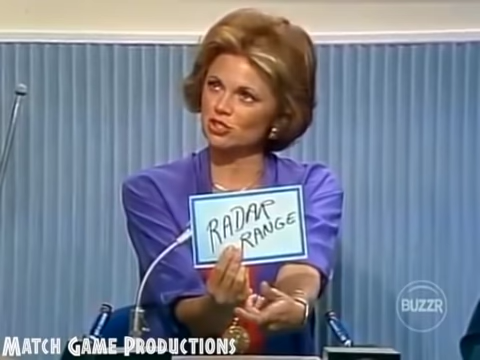 RADAR
RANGE
BUZZR
MATCH GAME PRODUCTIONS